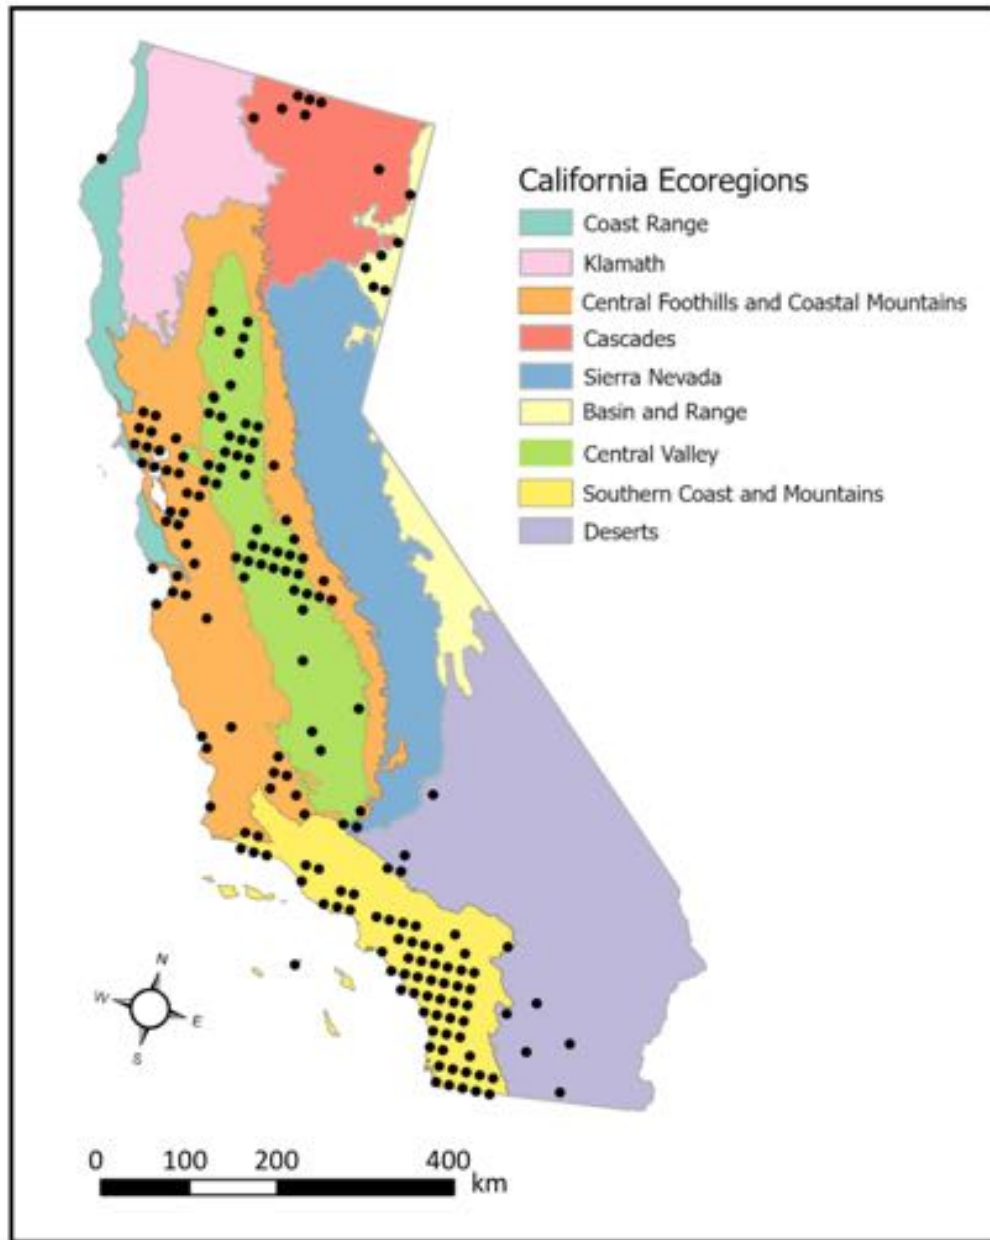 California Ecoregions
Coast Range
Klamath
Central Foothills and Coastal Mountains
Cascades
Sierra Nevada
Basin and Range
Central Valley
Southern Coast and Mountains
Deserts
N
W
E
S
0 100 200 400
km